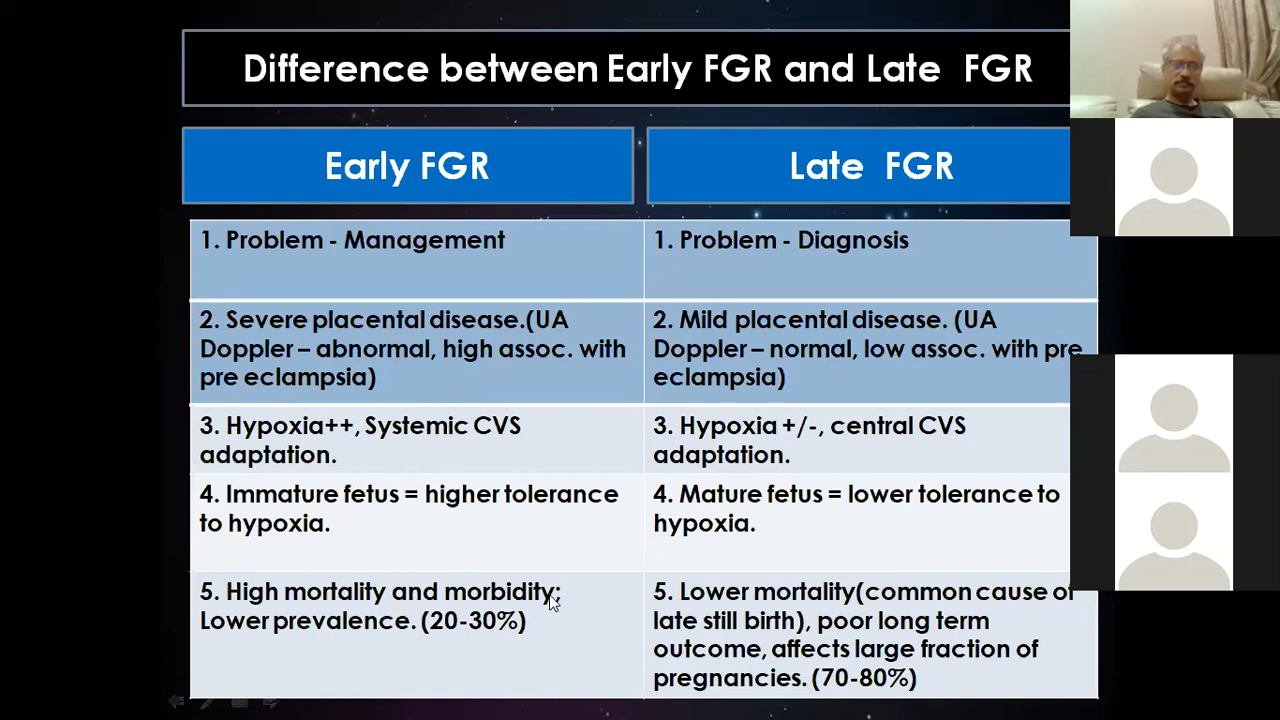 Difference between Early FGR and Late FGR
Early FGR
Late FGR
1. Problem - Management
1. Problem - Diagnosis
2. Severe placental disease.(UA
Doppler – abnormal, high assoc. with
pre eclampsia)
2. Mild placental disease. (UA
Doppler – normal, low assoc. with pre
eclampsia)
3. Hypoxia++, Systemic CVS
adaptation.
3. Hypoxia +/-, central CVS
adaptation.
4. Immature fetus = higher tolerance
to hypoxia.
4. Mature fetus = lower tolerance to
hypoxia.
5. High mortality and morbidity;
Lower prevalence. (20-30%)
5. Lower mortality(common cause of
late still birth), poor long term
outcome, affects large fraction of
pregnancies. (70-80%)